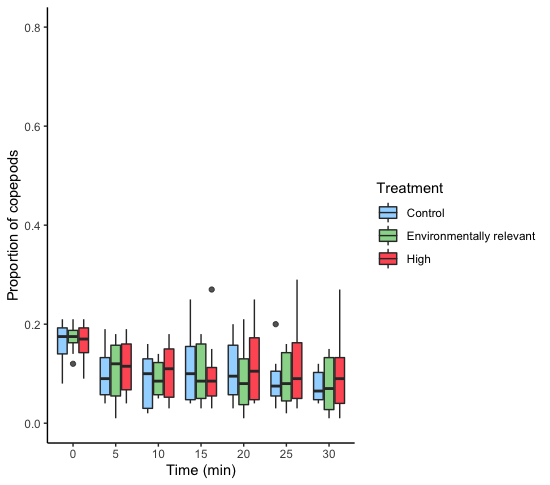 0.8
0.6
0.4
0.2
0.0
Proportion of copepods
0 5 10 15 20 25 30
Time (min)
Treatment
Control
Environmentally relevant
High